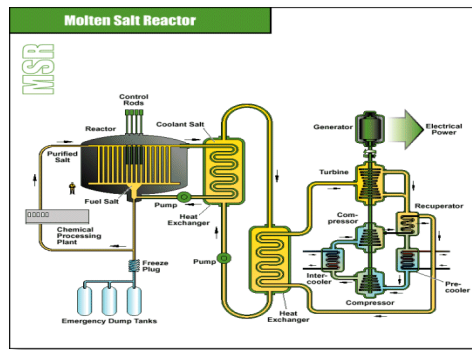 Molten Salt Reactor
MSR
Control
Rods
Coolant Salt
Reactor
Purified
Salt
Generator
Electrical
Power
Turbine
Fuel Salt
Pump
Heat
Exchanger
Chemical
Processing
Plant
Com-
pressor
Recuperator
Freeze
Plug
Pump
Inter-
cooler
Pre-
cooler
Compressor
Heat
Exchanger
Emergency Dump Tanks